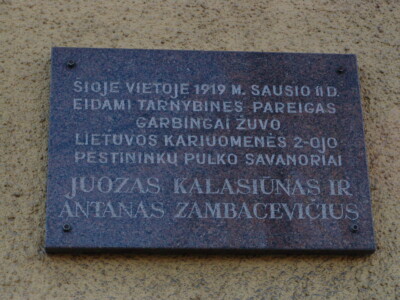 ŠIOJE VIETOJE 1919 M. SAUSIO 11 D.
EIDAMI TARNYBINES PAREIGAS
GARBINGAI ŽUVO
LIETUVOS KARIUOMENĖS 2-OJO
PĖSTININKŲ PULKO SAVANORIAI
JUOZAS KALASIŪNAS IR
ANTANAS ZAMBACEVIČIUS